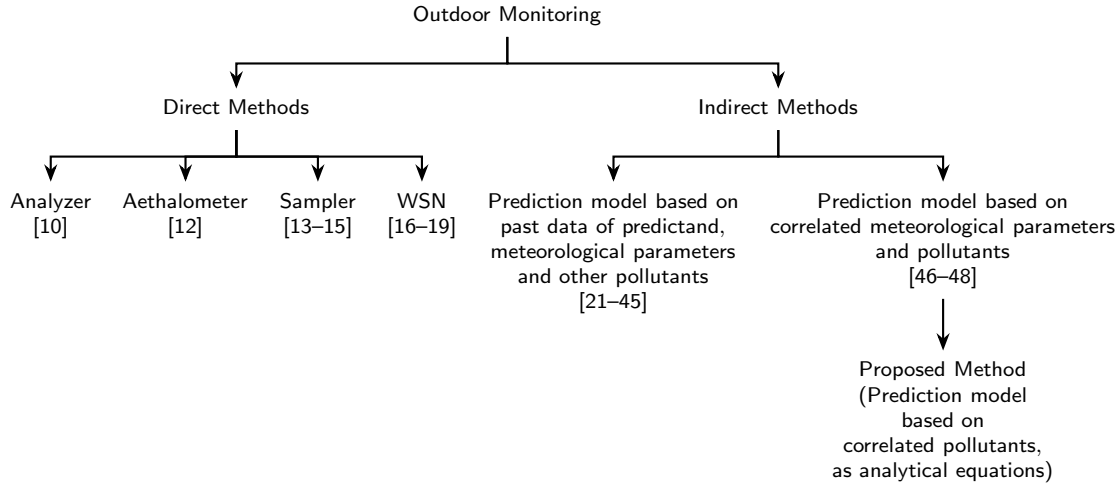 Outdoor Monitoring
Direct Methods
Indirect Methods
Analyzer
[10]
Aethalometer
[12]
Sampler
[13–15]
WSN
[16–19]
Prediction model based on
past data of predictand,
meteorological parameters
and other pollutants
[21–45]
Prediction model based on
correlated meteorological parameters
and pollutants
[46–48]
Proposed Method
(Prediction model
based on
correlated pollutants,
as analytical equations)